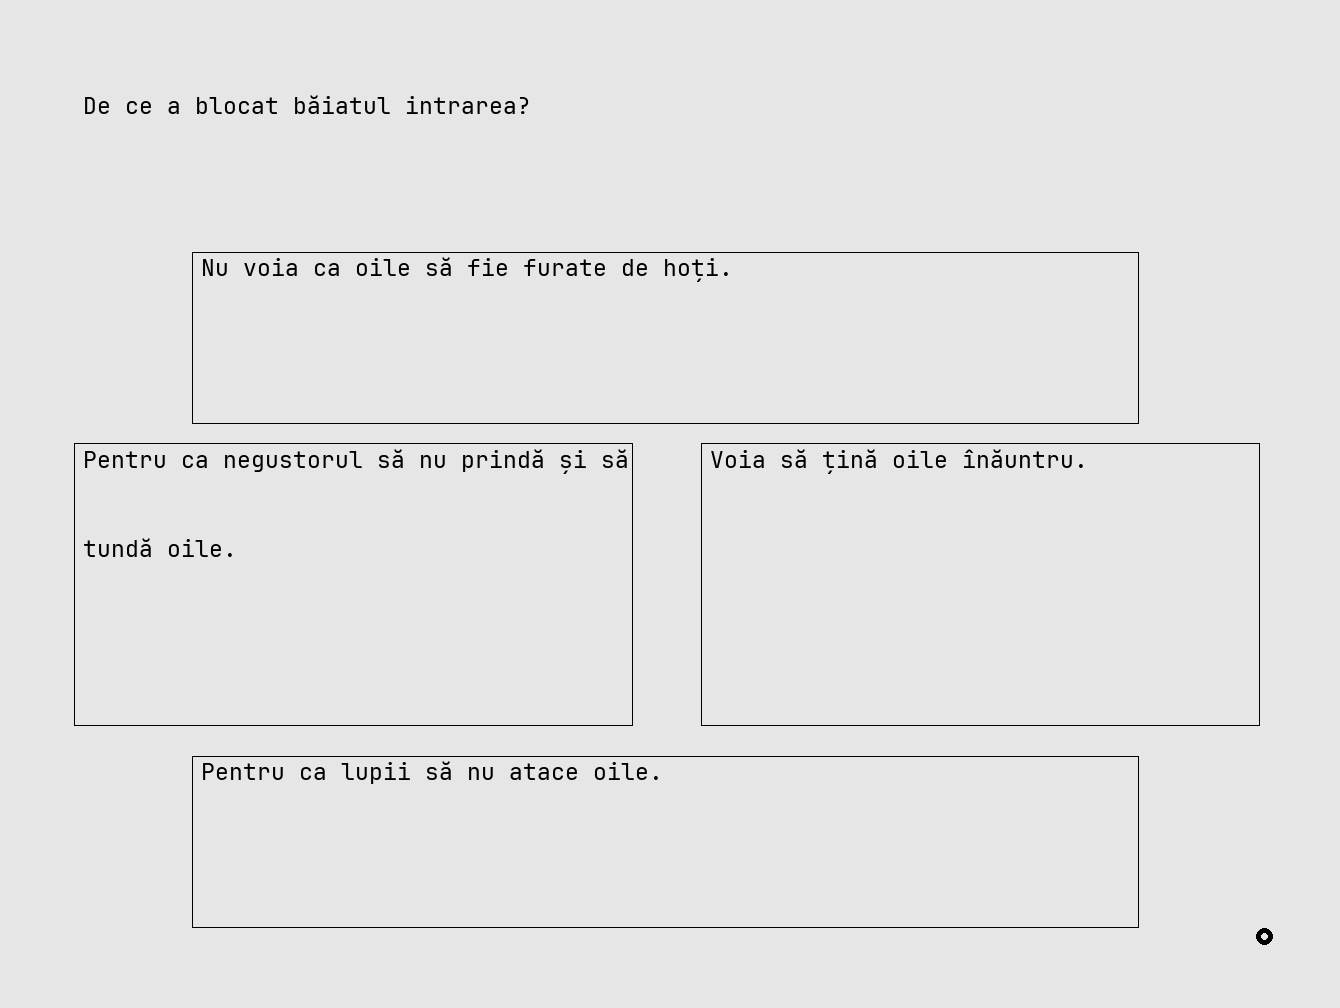 De ce a blocat băiatul intrarea?
Nu voia ca oile să fie furate de hoți.
Pentru ca negustorul să nu prindă și să
tundă oile.
Voia să țină oile înăuntru.
Pentru ca lupii să nu atace oile.